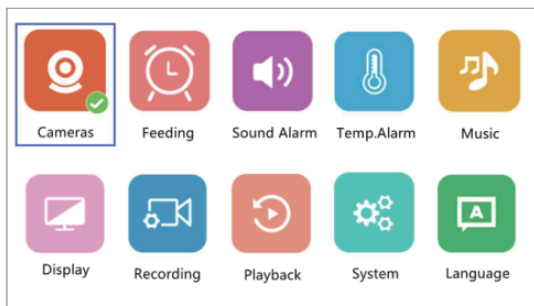 Cameras Feeding Sound Alarm Temp.Alarm Music
A
Display Recording Playback System Language